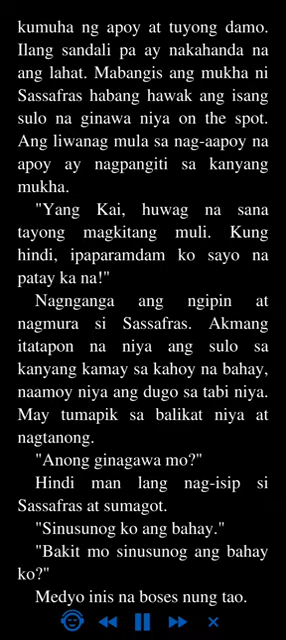 kumuha ng apoy at tuyong damo.
Ilang sandali pa ay nakahanda na
ang lahat. Mabangis ang mukha ni
Sassafras habang hawak ang isang
sulo na ginawa niya on the spot.
Ang liwanag mula sa nag-aapoy na
apoy ay nagpangiti sa kanyang
mukha.
"Yang Kai, huwag na sana
tayong magkitang muli. Kung
hindi, ipaparamdam ko sayo na
patay ka na!"
Nagnganga ang ngipin at
nagmura si Sassafras. Akmang
itatapon na niya ang sulo sa
kanyang kamay sa kahoy na bahay,
naamoy niya ang dugo sa tabi niya.
May tumapik sa balikat niya at
nagtanong.
"Anong ginagawa mo?"
Hindi man lang nag-isip si
Sassafras at sumagot.
"Sinusunog ko ang bahay."
"Bakit mo sinusunog ang bahay
ko?"
Medyo inis na boses nung tao.